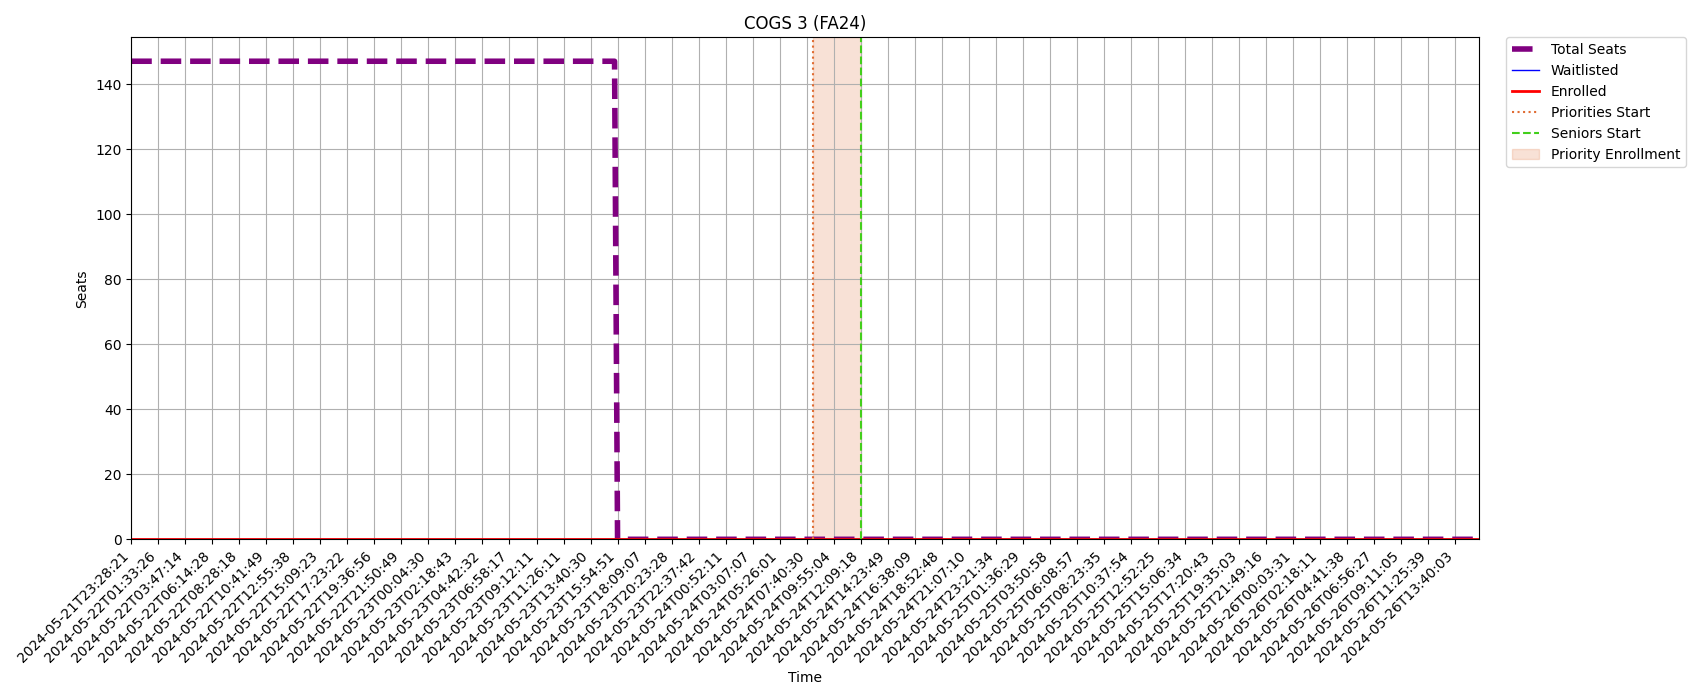 COGS 3 (FA24)
Total Seats
Waitlisted
Enrolled
Priorities Start
Seniors Start
Priority Enrollment
Seats
140
120
100
80
60
40
20
0
2024-05-21T23:28:21
2024-05-22T01:33:26
2024-05-22T03:47:14
2024-05-22T06:14:28
2024-05-22T08:28:18
2024-05-22T10:41:49
2024-05-22T12:55:38
2024-05-22T15:09:23
2024-05-22T17:23:22
2024-05-22T19:36:56
2024-05-22T21:50:49
2024-05-23T00:04:30
2024-05-23T02:18:43
2024-05-23T04:42:32
2024-05-23T06:58:17
2024-05-23T09:12:11
2024-05-23T11:26:11
2024-05-23T13:40:30
2024-05-23T15:54:51
2024-05-23T18:09:07
2024-05-23T20:23:28
2024-05-23T22:37:42
2024-05-24T00:52:11
2024-05-24T03:07:07
2024-05-24T05:26:01
2024-05-24T07:40:30
2024-05-24T09:55:04
2024-05-24T12:09:18
2024-05-24T14:23:49
2024-05-24T16:38:09
2024-05-24T18:52:48
2024-05-24T21:07:10
2024-05-24T23:21:34
2024-05-25T01:36:29
2024-05-25T03:50:58
2024-05-25T06:08:57
2024-05-25T08:23:35
2024-05-25T10:37:54
2024-05-25T12:52:25
2024-05-25T15:06:34
2024-05-25T17:20:43
2024-05-25T19:35:03
2024-05-25T21:49:16
2024-05-26T00:03:31
2024-05-26T02:18:11
2024-05-26T04:41:38
2024-05-26T06:56:27
2024-05-26T09:11:05
2024-05-26T11:25:39
2024-05-26T13:40:03
Time